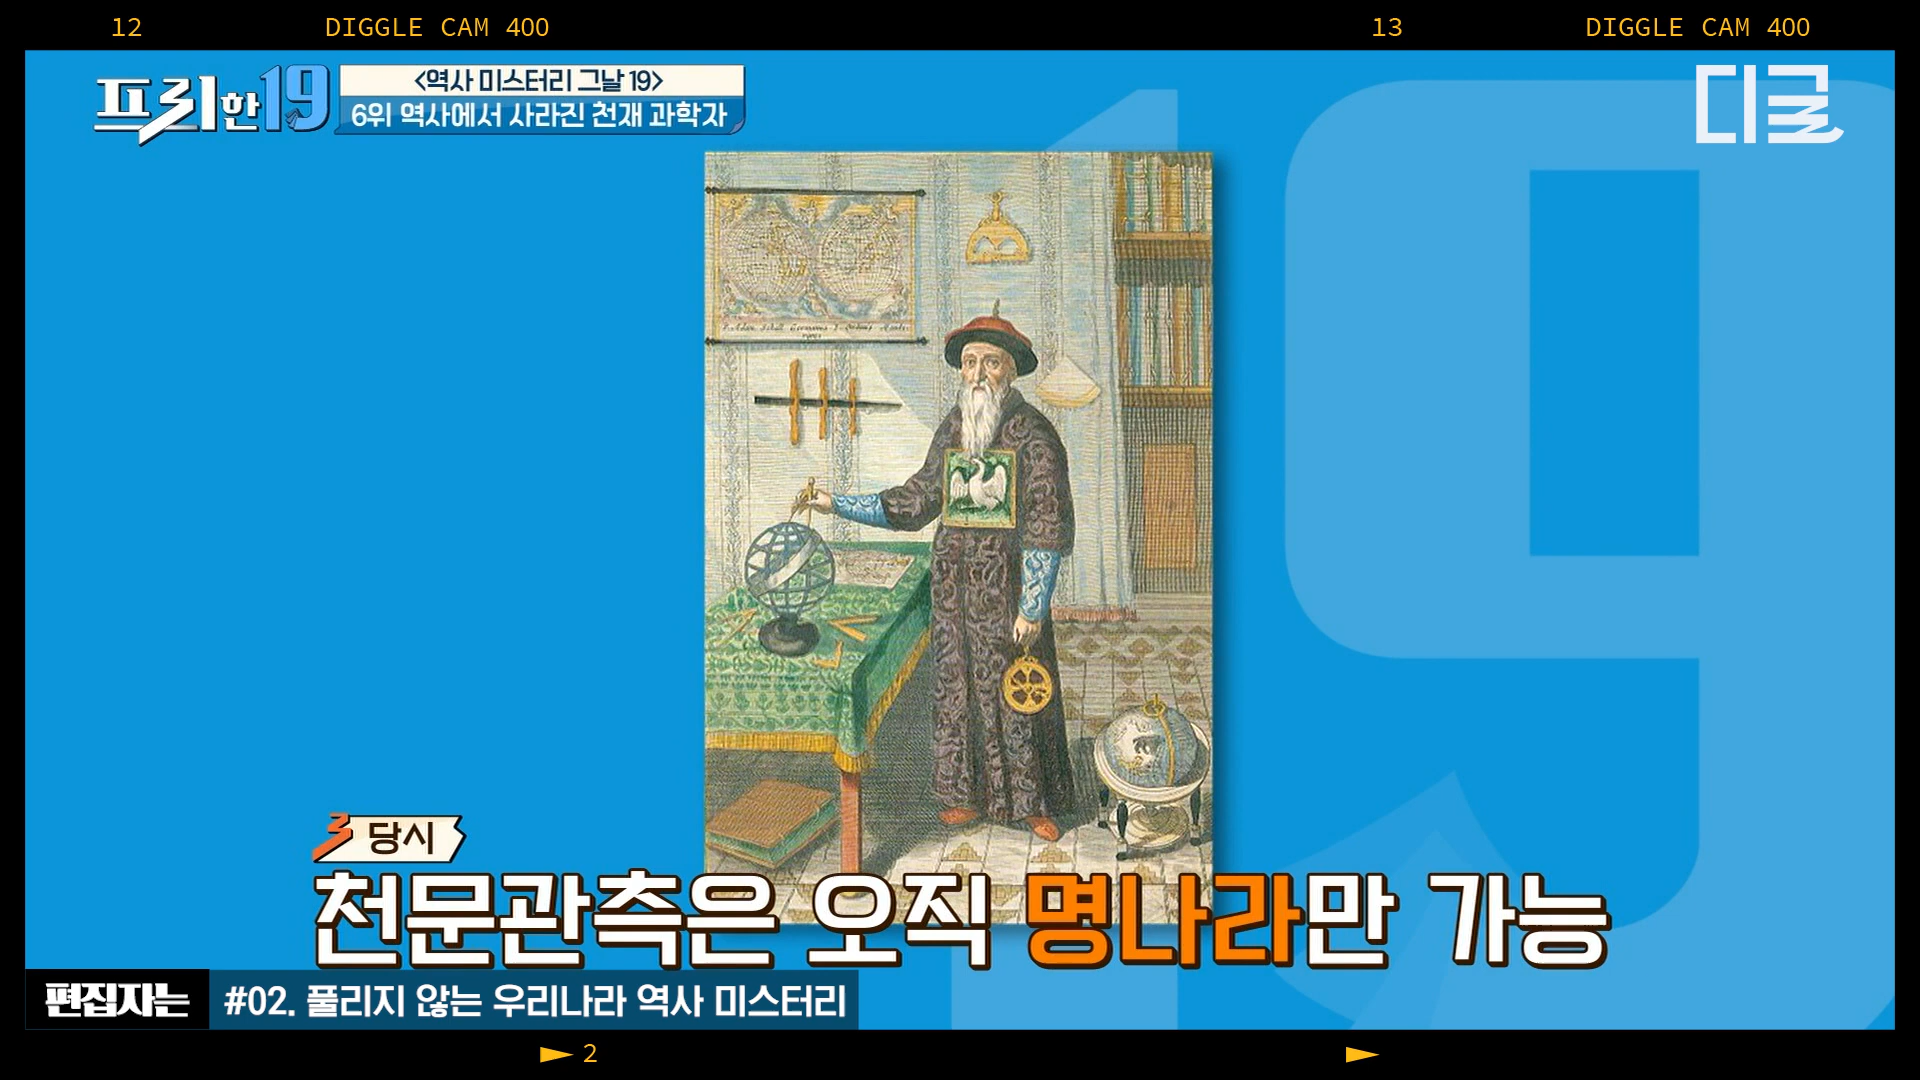 12 DIGGLE CAM 400 13 DIGGLE CAM 400
프리한19
<역사 미스터리 그날 19>
6위 역사에서 사라진 천재 과학자
디글
당시
천문관측은 오직 명나라만 가능
편집자는
#02. 풀리지 않는 우리나라 역사 미스터리
2